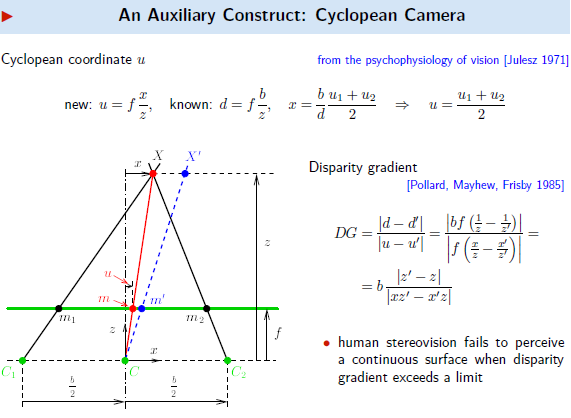 ▶ An Auxiliary Construct: Cyclopean Camera
Cyclopean coordinate u
from the psychophysiology of vision [Julesz 1971]
new: u = f x/z, known: d = f b/z, x = b/d (u₁ + u₂)/2 ⇒ u = (u₁ + u₂)/2
x X X′
z
u
m m′
m₁ m₂
z x f
C₁ C C₂
b/2 b/2
Disparity gradient
[Pollard, Mayhew, Frisby 1985]
DG = |d − d′| / |u − u′| = |bf (1/z − 1/z′)| / |f (x/z − x′/z′)| =
= b |z′ − z| / |xz′ − x′z|
• human stereovision fails to perceive
a continuous surface when disparity
gradient exceeds a limit